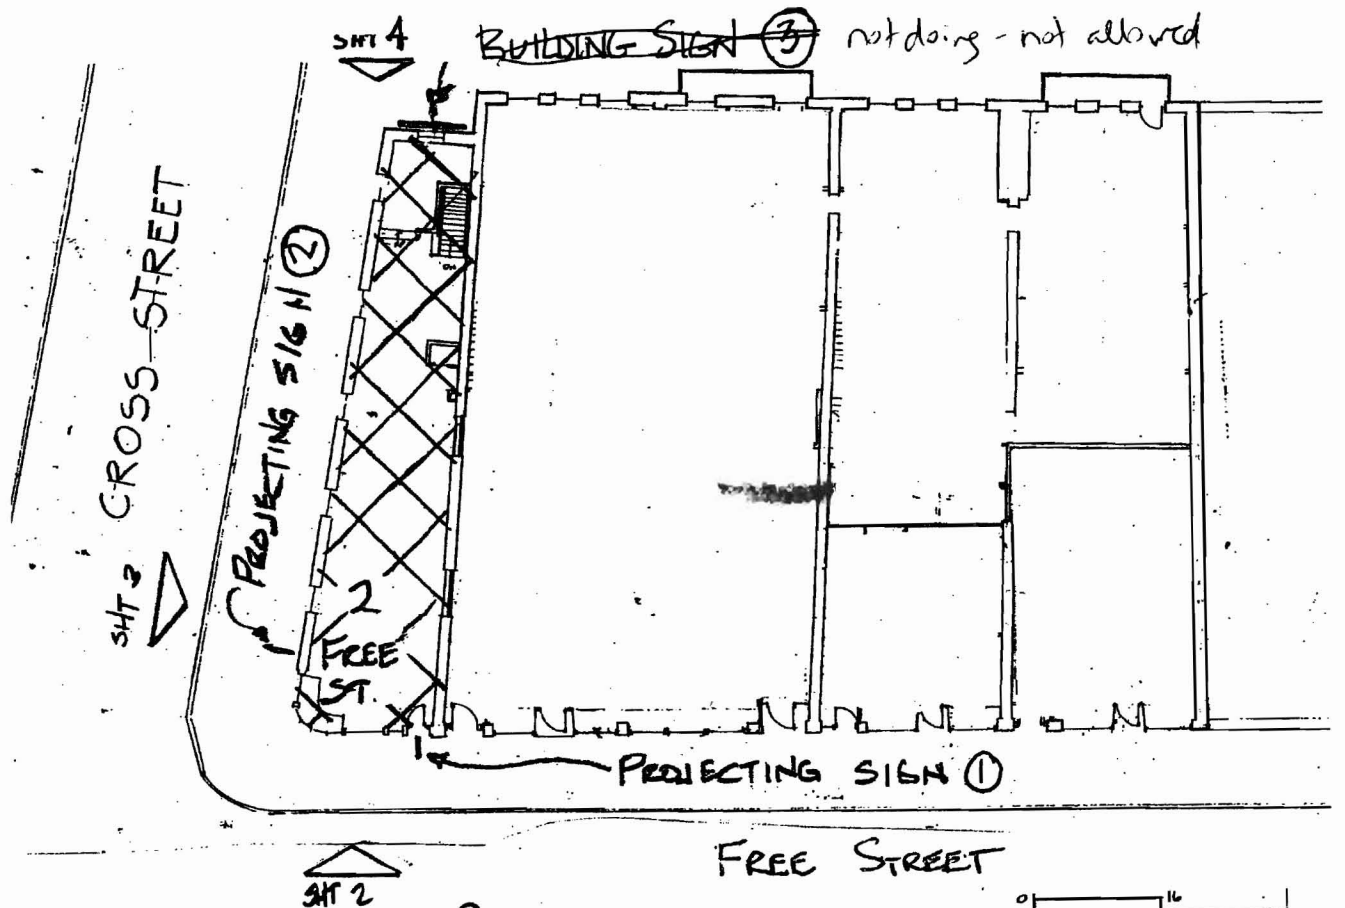 SHT 4
BUILDING SIGN 3 not doing - not allowed
CROSS STREET
PROJECTING SIGN 2
SHT 3
2
FREE
ST.
PROJECTING SIGN 1
FREE STREET
SHT 2
0 16